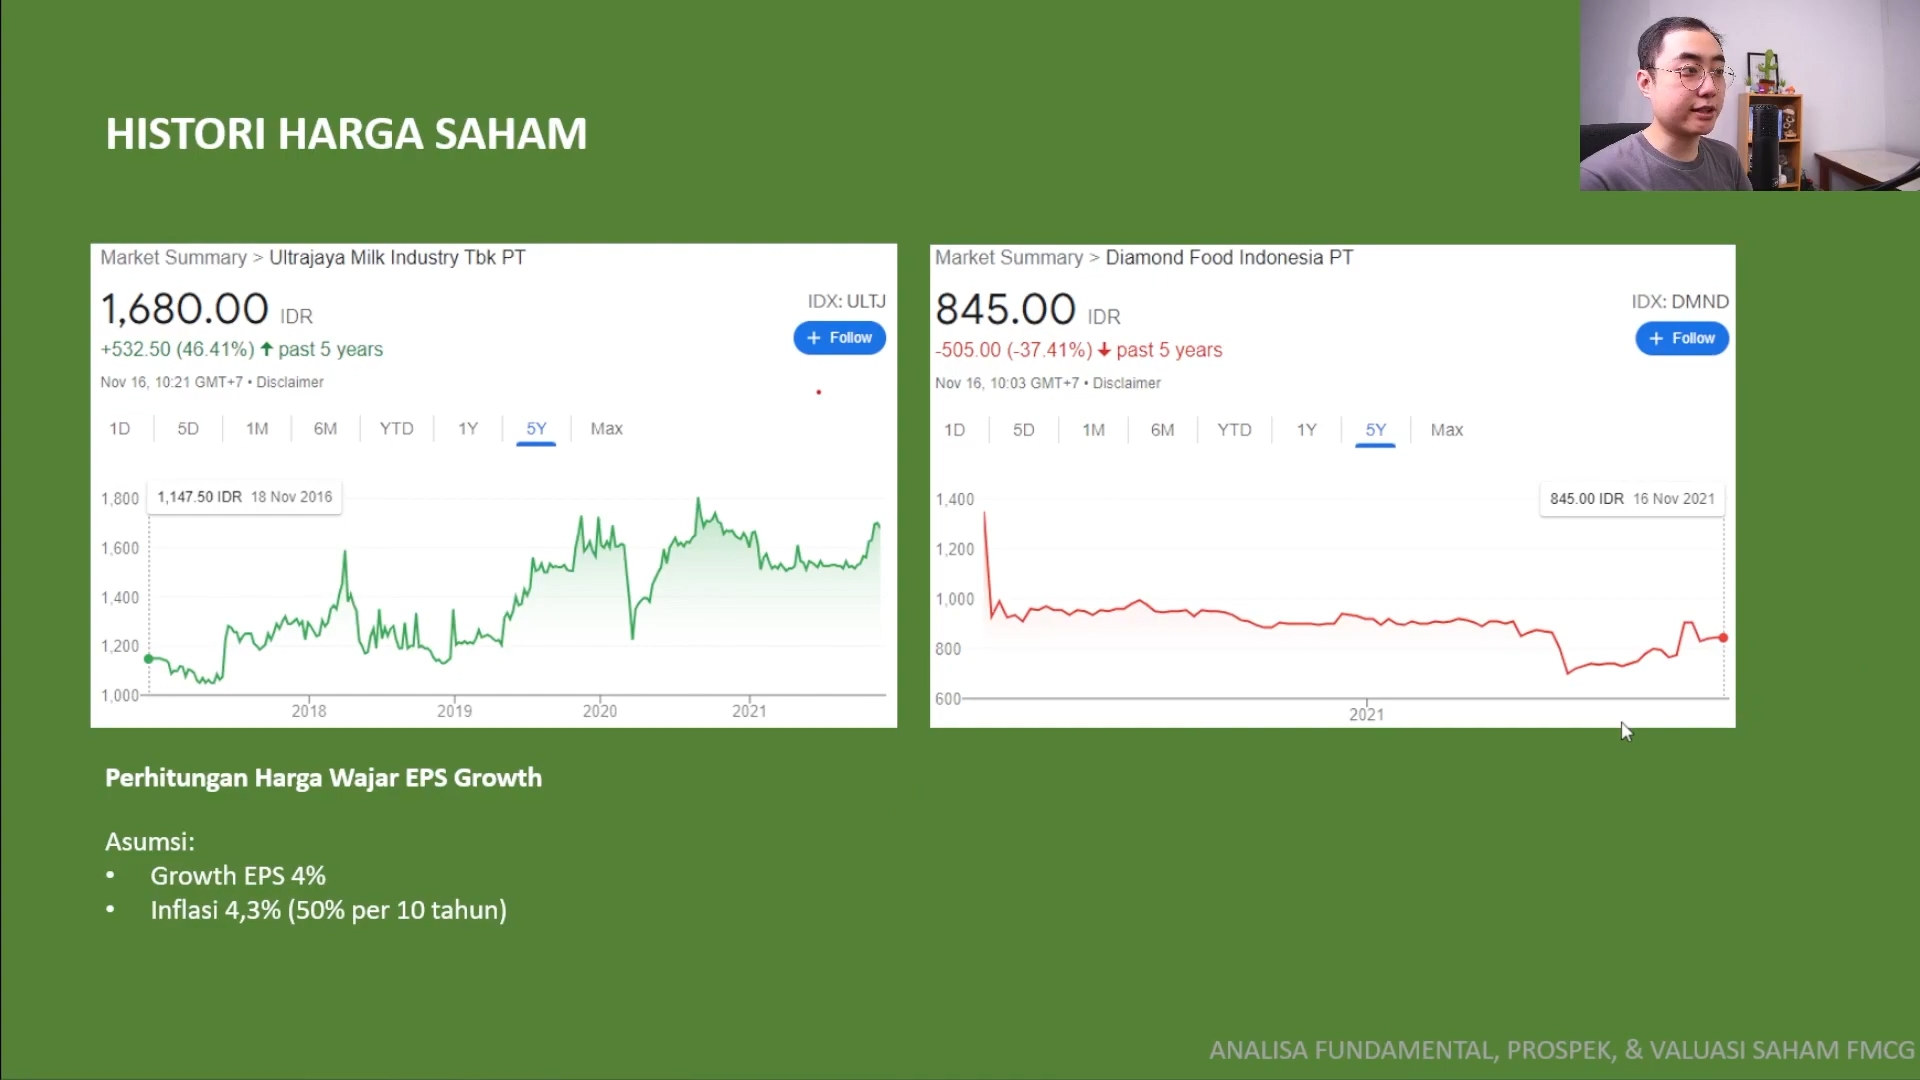 HISTORI HARGA SAHAM
Market Summary > Ultrajaya Milk Industry Tbk PT
1,680.00 IDR
IDX: ULTJ
+ Follow
+532.50 (46.41%) ↑ past 5 years
Nov 16, 10:21 GMT+7 • Disclaimer
1D 5D 1M 6M YTD 1Y 5Y Max
1,147.50 IDR 18 Nov 2016
1,800
1,600
1,400
1,200
1,000
2018 2019 2020 2021
Market Summary > Diamond Food Indonesia PT
845.00 IDR
IDX: DMND
+ Follow
-505.00 (-37.41%) ↓ past 5 years
Nov 16, 10:03 GMT+7 • Disclaimer
1D 5D 1M 6M YTD 1Y 5Y Max
845.00 IDR 16 Nov 2021
1,400
1,200
1,000
800
600
2021
Perhitungan Harga Wajar EPS Growth
Asumsi:
• Growth EPS 4%
• Inflasi 4,3% (50% per 10 tahun)
ANALISA FUNDAMENTAL, PROSPEK, & VALUASI SAHAM FMCG